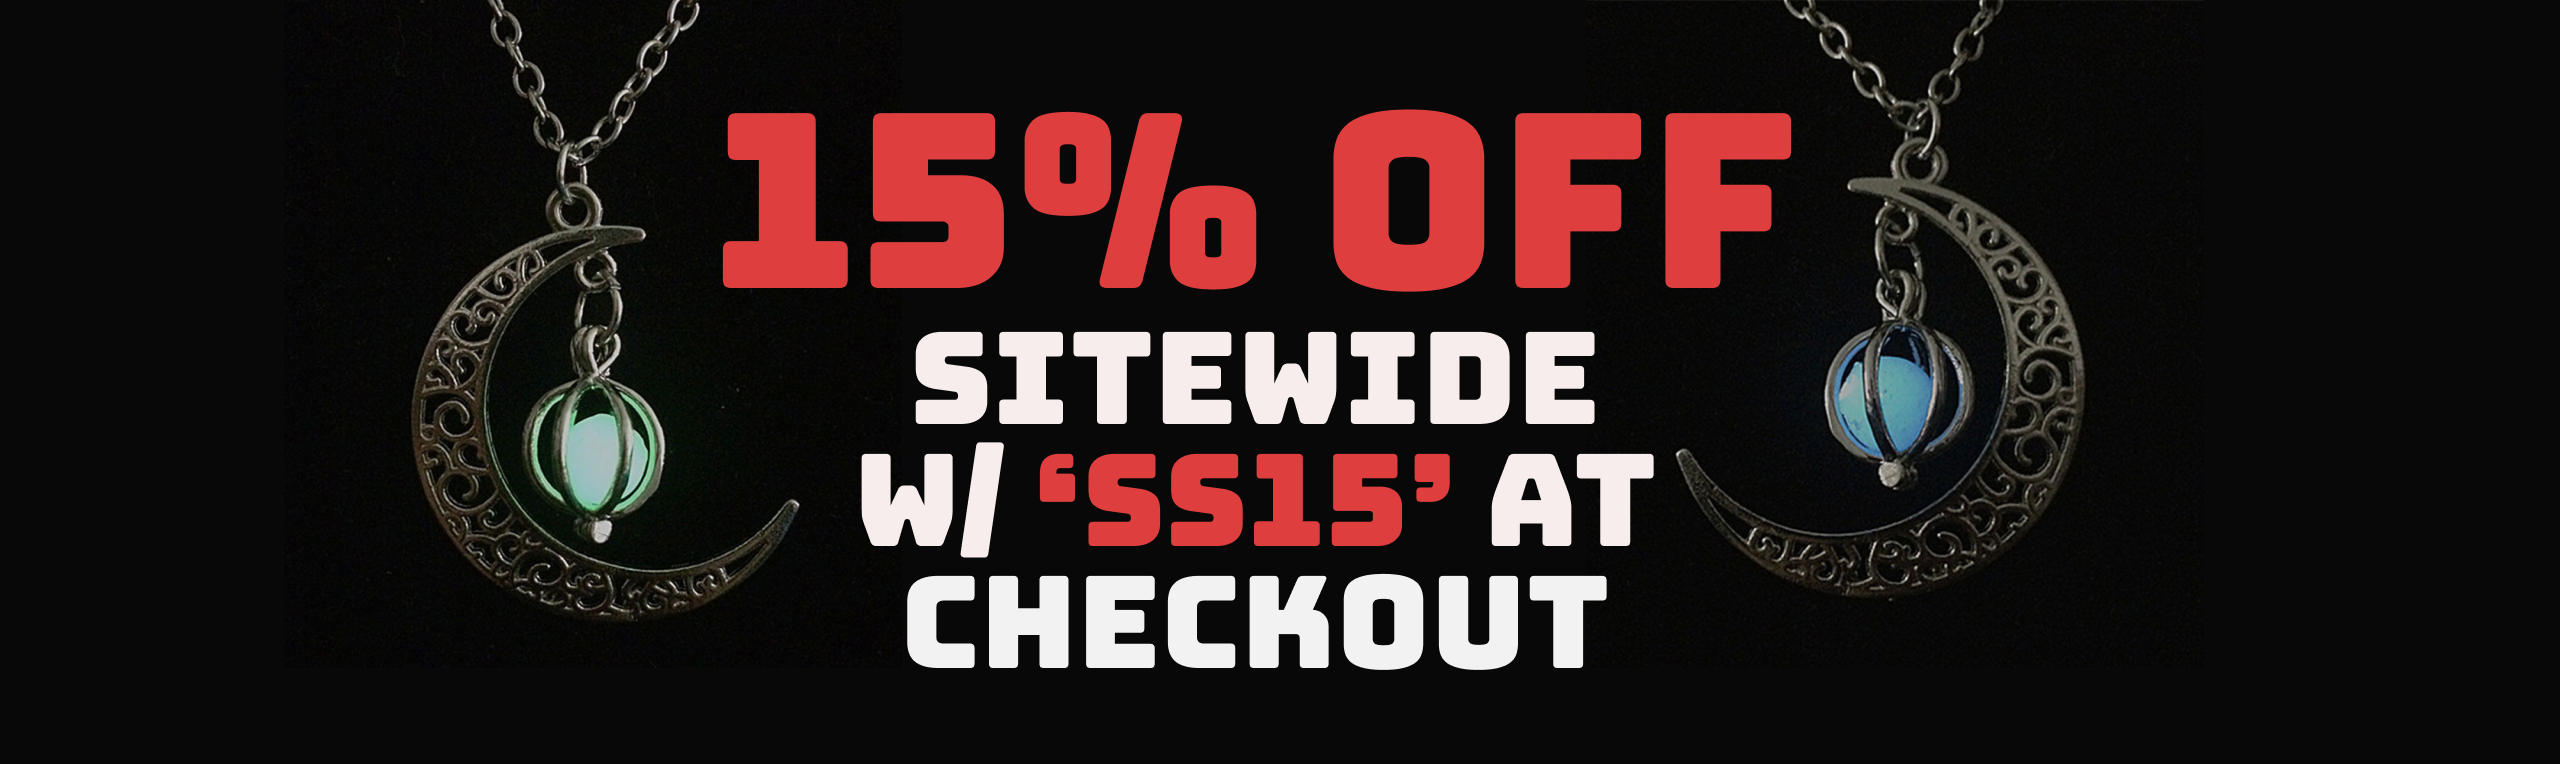 15% OFF
SITEWIDE
W/ ‘SS15’ AT
CHECKOUT